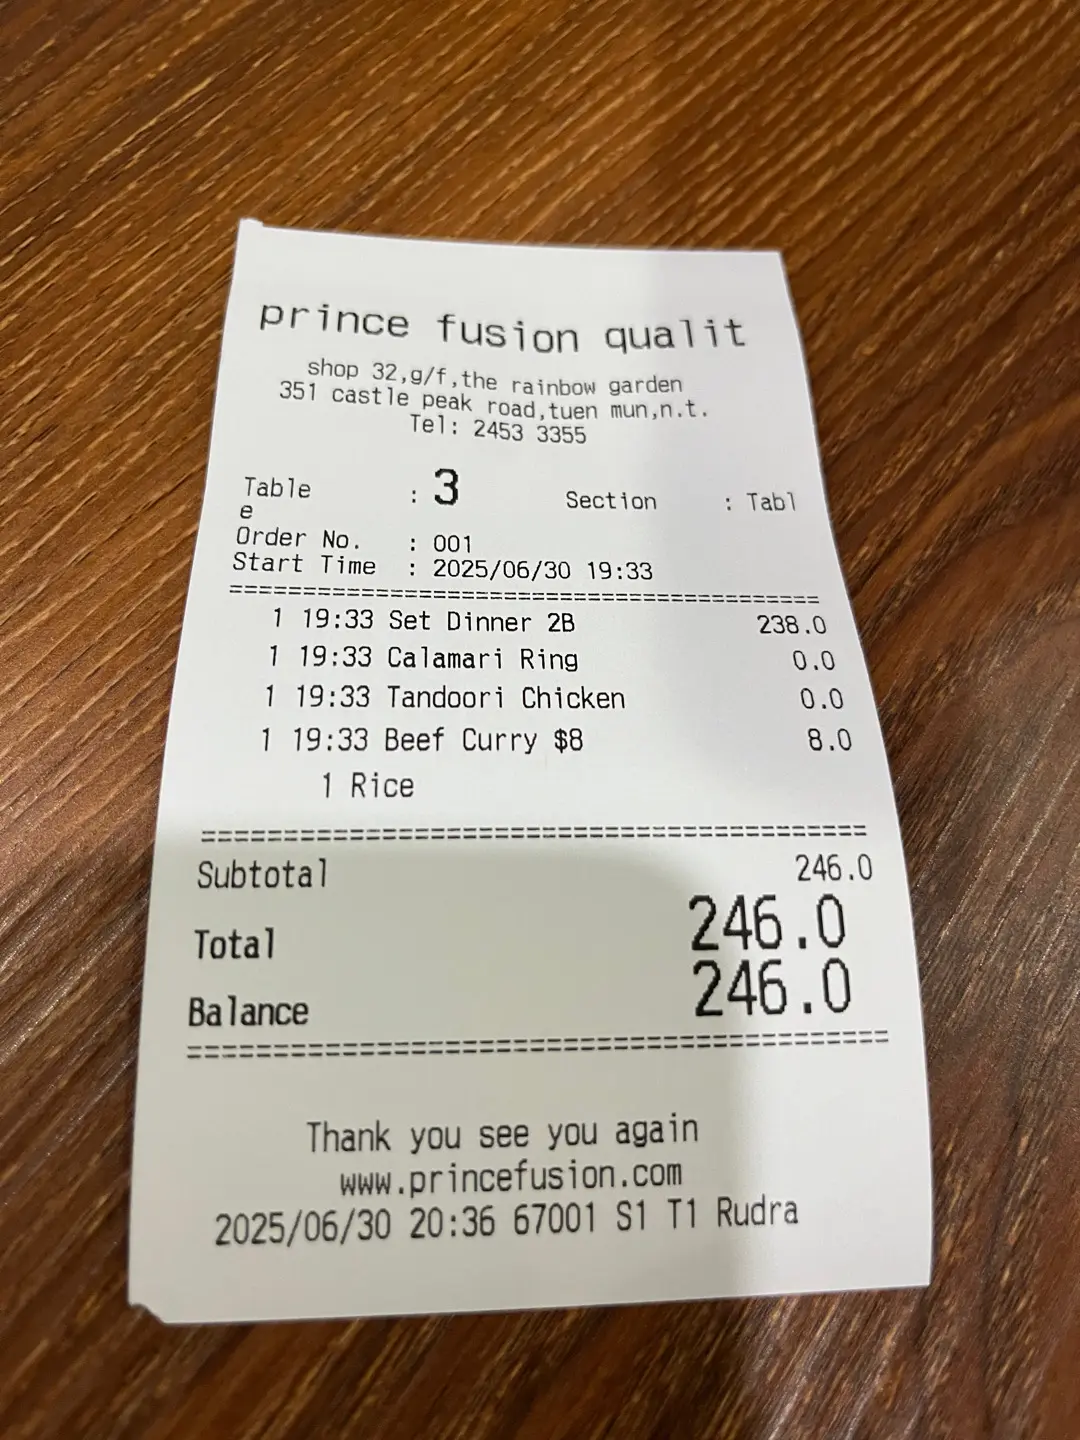 prince fusion qualit
shop 32,g/f,the rainbow garden
351 castle peak road,tuen mun,n.t.
Tel: 2453 3355
Table : 3 Section : Tabl
e
Order No. : 001
Start Time : 2025/06/30 19:33
==========================================
1 19:33 Set Dinner 2B 238.0
1 19:33 Calamari Ring 0.0
1 19:33 Tandoori Chicken 0.0
1 19:33 Beef Curry $8 8.0
1 Rice
==========================================
Subtotal 246.0
Total 246.0
Balance 246.0
==========================================
Thank you see you again
www.princefusion.com
2025/06/30 20:36 67001 S1 T1 Rudra